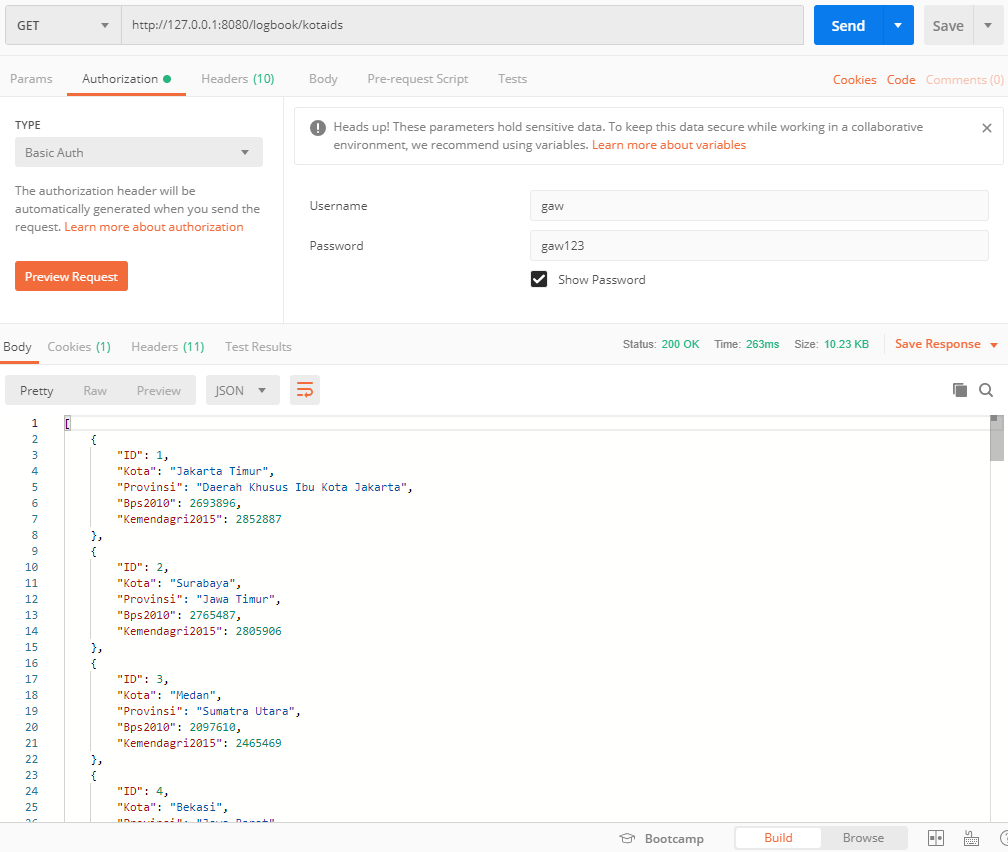 GET http://127.0.0.1:8080/logbook/kotaids Send Save
Params Authorization Headers (10) Body Pre-request Script Tests Cookies Code Comments (0)
TYPE
Basic Auth
The authorization header will be
automatically generated when you send the
request. Learn more about authorization
Preview Request
Heads up! These parameters hold sensitive data. To keep this data secure while working in a collaborative
environment, we recommend using variables. Learn more about variables
Username gaw
Password gaw123
Show Password
Body Cookies (1) Headers (11) Test Results Status: 200 OK Time: 263ms Size: 10.23 KB Save Response
Pretty Raw Preview JSON
1 [
2 {
3 "ID": 1,
4 "Kota": "Jakarta Timur",
5 "Provinsi": "Daerah Khusus Ibu Kota Jakarta",
6 "Bps2010": 2693896,
7 "Kemendagri2015": 2852887
8 },
9 {
10 "ID": 2,
11 "Kota": "Surabaya",
12 "Provinsi": "Jawa Timur",
13 "Bps2010": 2765487,
14 "Kemendagri2015": 2805906
15 },
16 {
17 "ID": 3,
18 "Kota": "Medan",
19 "Provinsi": "Sumatra Utara",
20 "Bps2010": 2097610,
21 "Kemendagri2015": 2465469
22 },
23 {
24 "ID": 4,
25 "Kota": "Bekasi",
26 "Provinsi": "Jawa Barat",
Bootcamp Build Browse